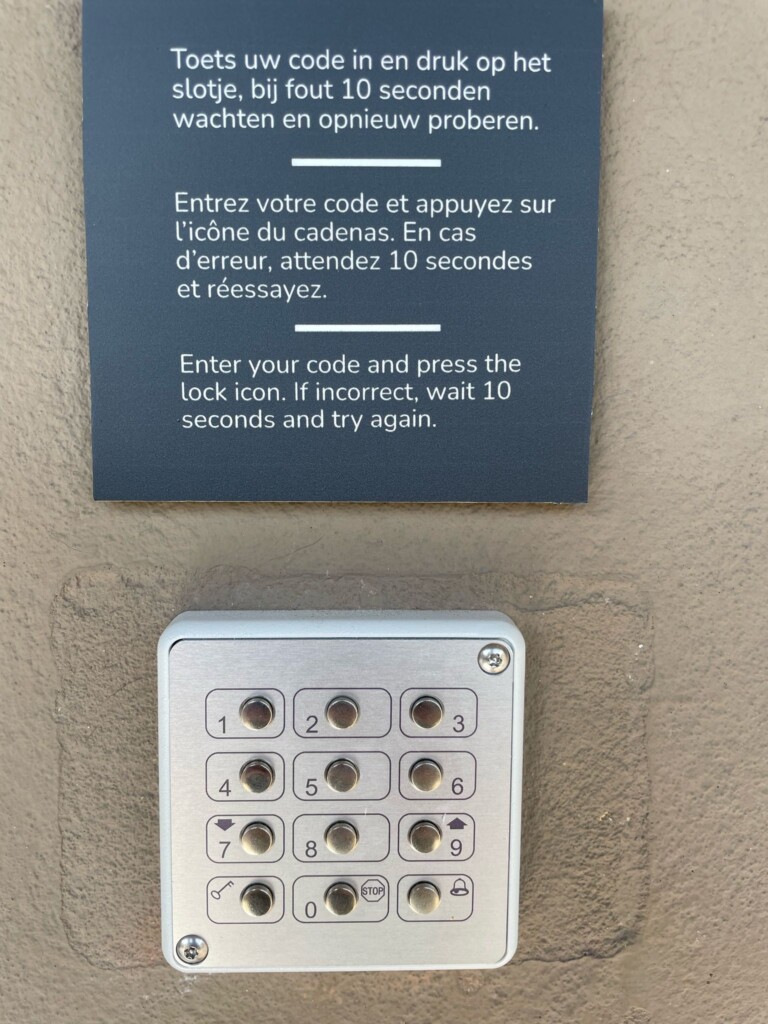 Toets uw code in en druk op het
slotje, bij fout 10 seconden
wachten en opnieuw proberen.
Entrez votre code et appuyez sur
l'icône du cadenas. En cas
d'erreur, attendez 10 secondes
et réessayez.
Enter your code and press the
lock icon. If incorrect, wait 10
seconds and try again.
1 2 3
4 5 6
7 8 9
0 STOP